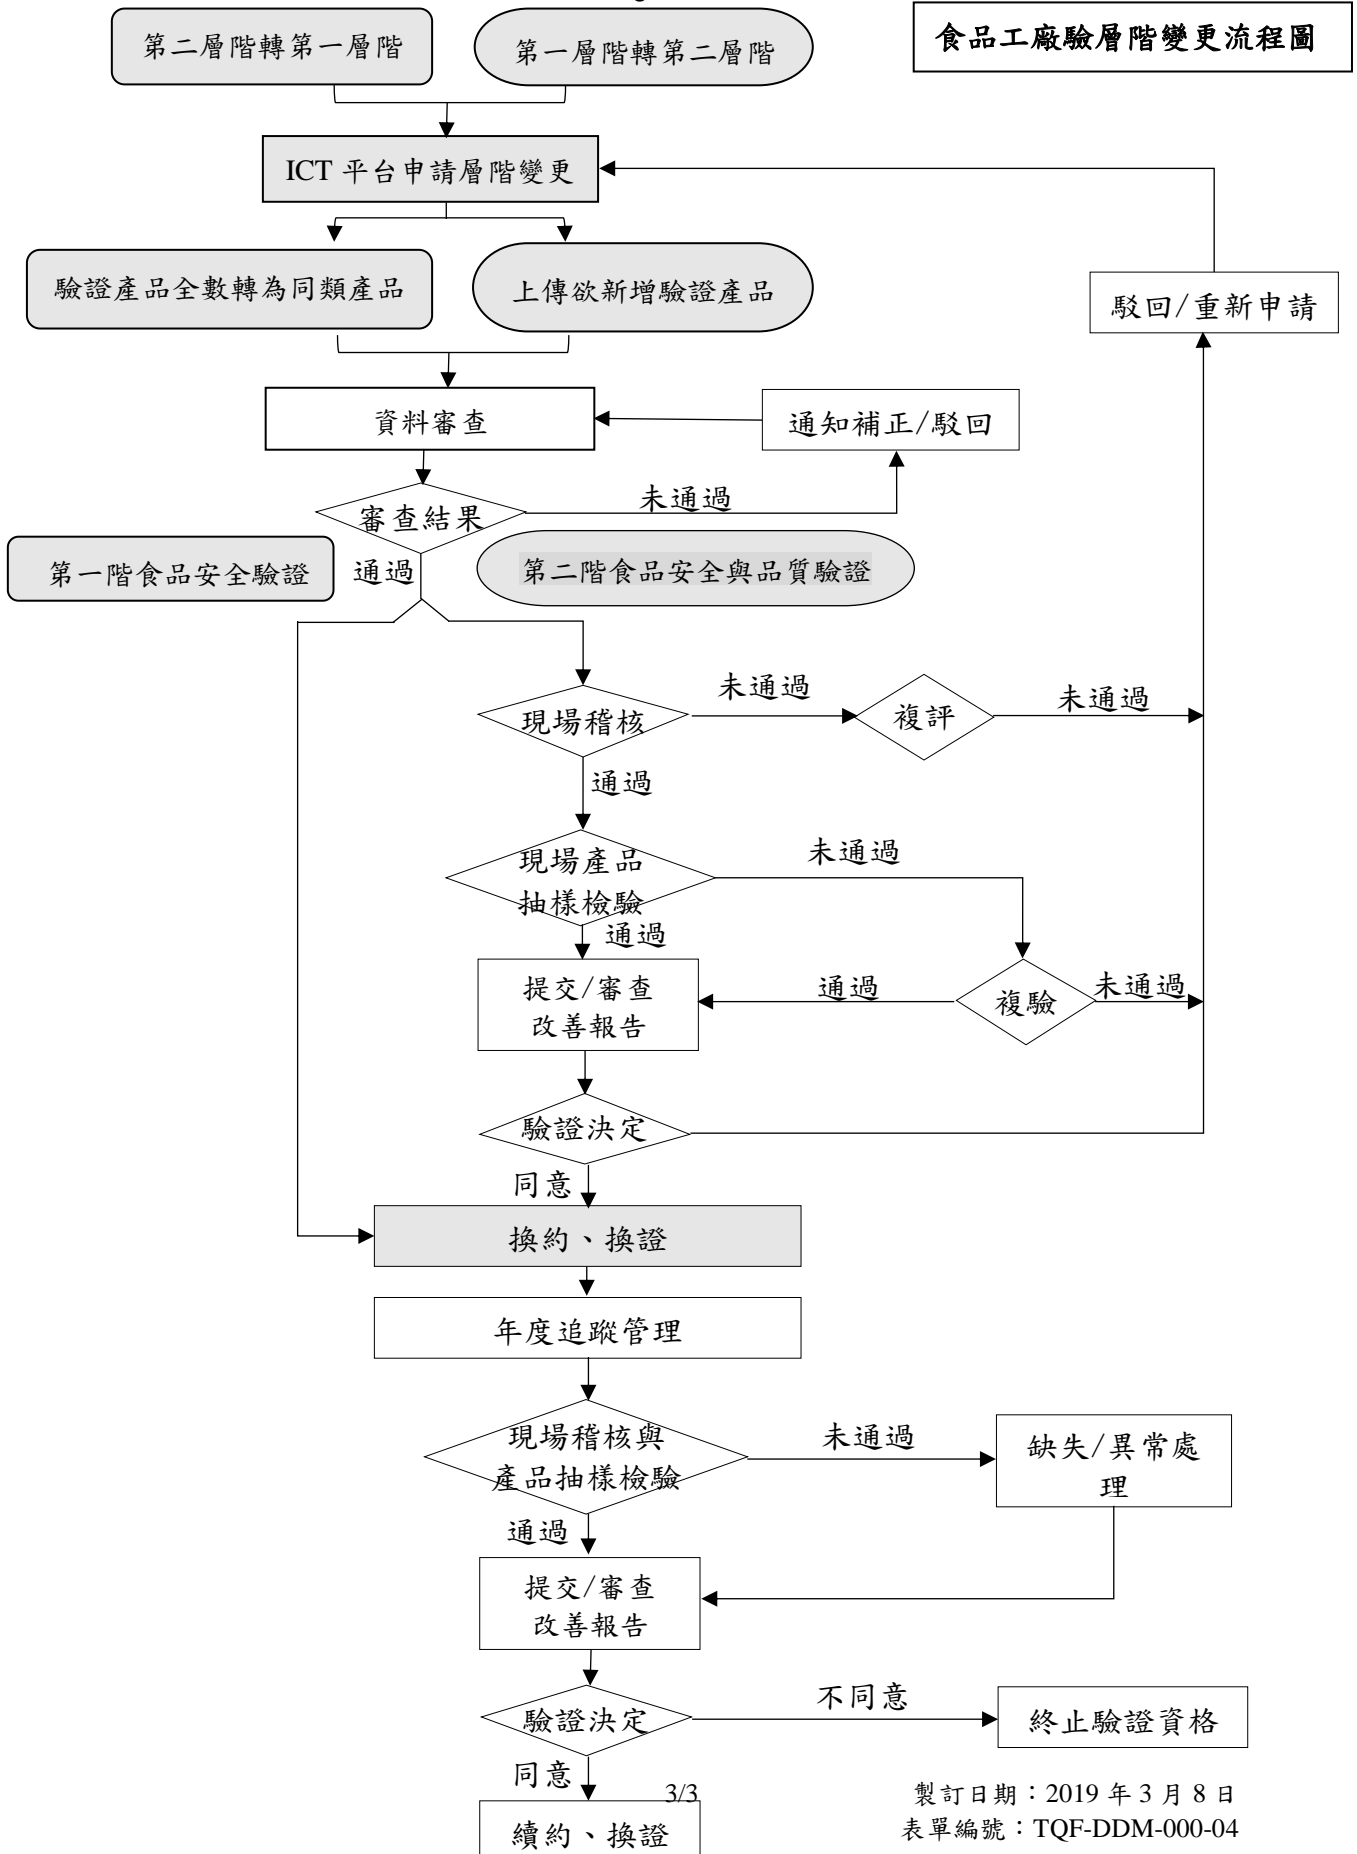 食品工廠驗層階變更流程圖
第二層階轉第一層階
第一層階轉第二層階
ICT 平台申請層階變更
驗證產品全數轉為同類產品
上傳欲新增驗證產品
駁回/重新申請
資料審查
通知補正/駁回
審查結果
未通過
第一階食品安全驗證
通過
第二階食品安全與品質驗證
現場稽核
未通過
複評
未通過
通過
現場產品
抽樣檢驗
未通過
通過
提交/審查
改善報告
通過
複驗
未通過
驗證決定
同意
換約、換證
年度追蹤管理
現場稽核與
產品抽樣檢驗
未通過
缺失/異常處
理
通過
提交/審查
改善報告
驗證決定
不同意
終止驗證資格
同意
續約、換證
3/3
製訂日期：2019 年 3 月 8 日
表單編號：TQF-DDM-000-04